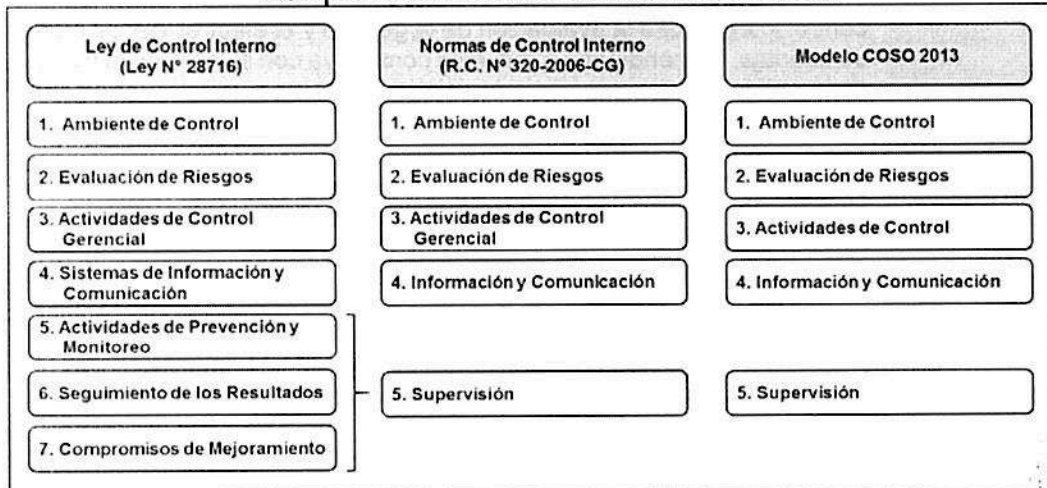 Ley de Control Interno
(Ley N° 28716)
1. Ambiente de Control
2. Evaluación de Riesgos
3. Actividades de Control
Gerencial
4. Sistemas de Información y
Comunicación
5. Actividades de Prevención y
Monitoreo
6. Seguimiento de los Resultados
7. Compromisos de Mejoramiento
Normas de Control Interno
(R.C. Nº 320-2006-CG)
1. Ambiente de Control
2. Evaluación de Riesgos
3. Actividades de Control
Gerencial
4. Información y Comunicación
5. Supervisión
Modelo COSO 2013
1. Ambiente de Control
2. Evaluación de Riesgos
3. Actividades de Control
4. Información y Comunicación
5. Supervisión